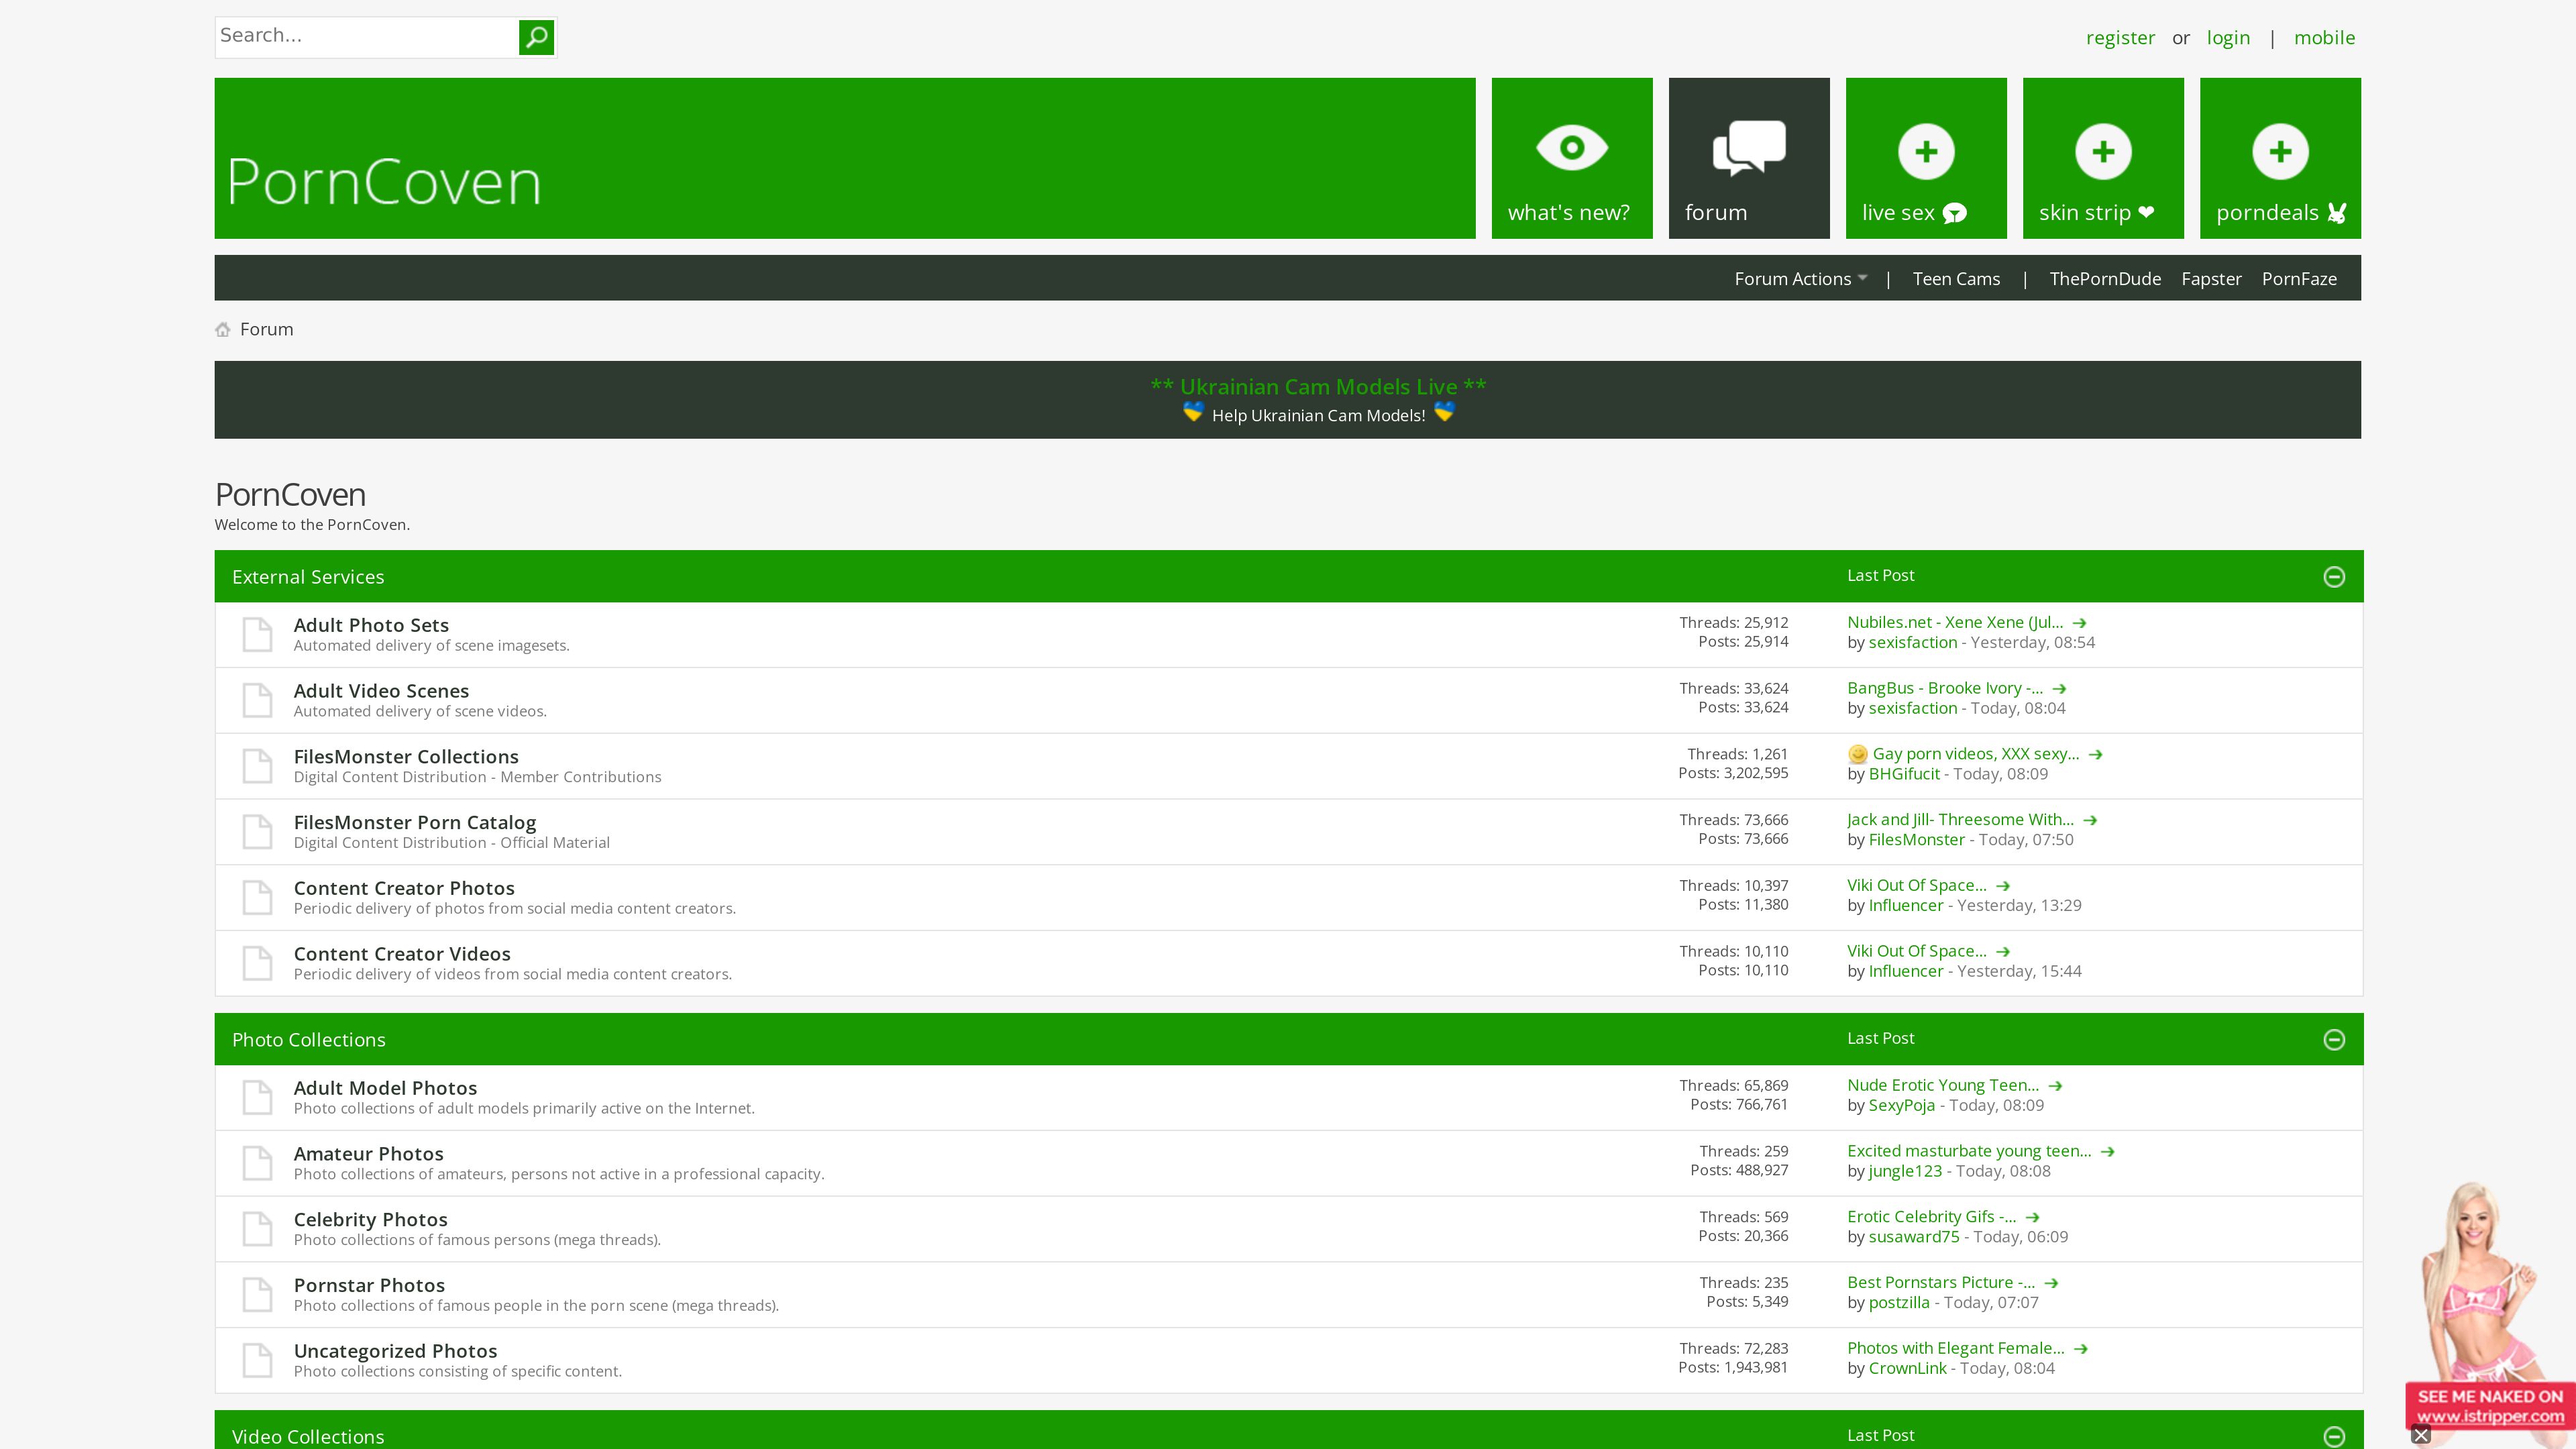 Search...
register or login | mobile
PornCoven
what's new?
forum
live sex
skin strip ❤
porndeals
Forum Actions | Teen Cams | ThePornDude Fapster PornFaze
Forum
** Ukrainian Cam Models Live **
Help Ukrainian Cam Models!
PornCoven
Welcome to the PornCoven.
External Services Last Post
Adult Photo Sets
Automated delivery of scene imagesets.
Threads: 25,912
Posts: 25,914
Nubiles.net - Xene Xene (Jul...
by sexisfaction - Yesterday, 08:54
Adult Video Scenes
Automated delivery of scene videos.
Threads: 33,624
Posts: 33,624
BangBus - Brooke Ivory -...
by sexisfaction - Today, 08:04
FilesMonster Collections
Digital Content Distribution - Member Contributions
Threads: 1,261
Posts: 3,202,595
Gay porn videos, XXX sexy...
by BHGifucit - Today, 08:09
FilesMonster Porn Catalog
Digital Content Distribution - Official Material
Threads: 73,666
Posts: 73,666
Jack and Jill- Threesome With...
by FilesMonster - Today, 07:50
Content Creator Photos
Periodic delivery of photos from social media content creators.
Threads: 10,397
Posts: 11,380
Viki Out Of Space...
by Influencer - Yesterday, 13:29
Content Creator Videos
Periodic delivery of videos from social media content creators.
Threads: 10,110
Posts: 10,110
Viki Out Of Space...
by Influencer - Yesterday, 15:44
Photo Collections Last Post
Adult Model Photos
Photo collections of adult models primarily active on the Internet.
Threads: 65,869
Posts: 766,761
Nude Erotic Young Teen...
by SexyPoja - Today, 08:09
Amateur Photos
Photo collections of amateurs, persons not active in a professional capacity.
Threads: 259
Posts: 488,927
Excited masturbate young teen...
by jungle123 - Today, 08:08
Celebrity Photos
Photo collections of famous persons (mega threads).
Threads: 569
Posts: 20,366
Erotic Celebrity Gifs -...
by susaward75 - Today, 06:09
Pornstar Photos
Photo collections of famous people in the porn scene (mega threads).
Threads: 235
Posts: 5,349
Best Pornstars Picture -...
by postzilla - Today, 07:07
Uncategorized Photos
Photo collections consisting of specific content.
Threads: 72,283
Posts: 1,943,981
Photos with Elegant Female...
by CrownLink - Today, 08:04
SEE ME NAKED ON
www.istripper.com
Video Collections Last Post